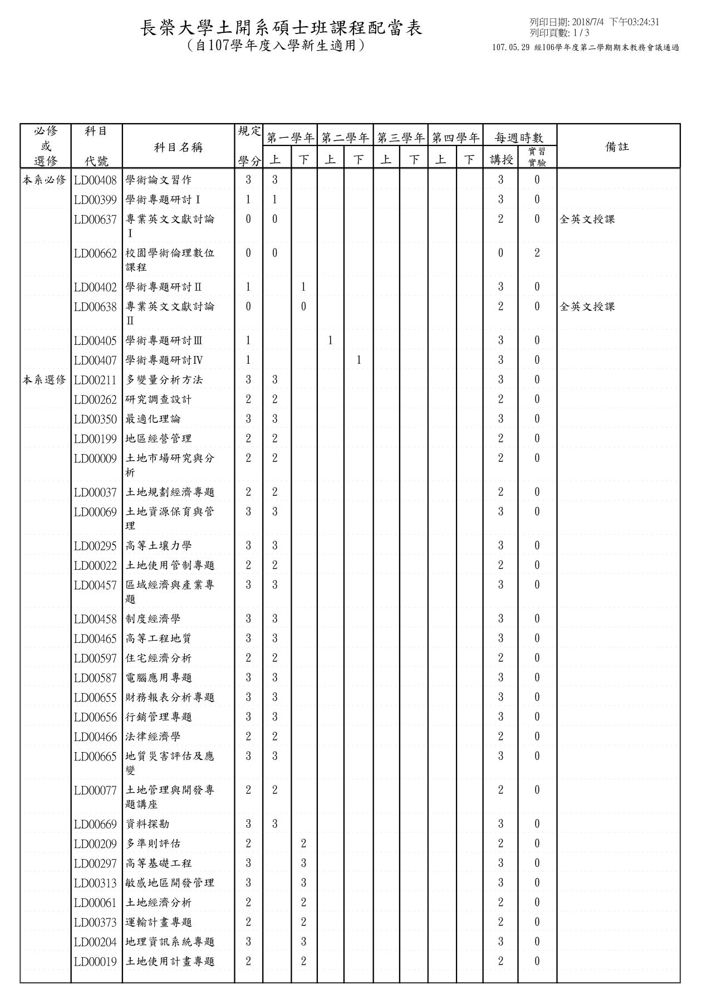 長榮大學土開系碩士班課程配當表
（自107學年度入學新生適用）
列印日期: 2018/7/4 下午03:24:31
列印頁數: 1 / 3
107.05.29 經106學年度第二學期期末教務會議通過
必修 或 選修 科目 代號 科目名稱 規定 學分 第一學年 第二學年 第三學年 第四學年 每週時數 備註
上 下 上 下 上 下 上 下 講授 實習 實驗
本系必修 LD00408 學術論文習作 3 3 3 0
LD00399 學術專題研討Ⅰ 1 1 3 0
LD00637 專業英文文獻討論 0 0 2 0 全英文授課
Ⅰ
LD00662 校園學術倫理數位 0 0 0 2
課程
LD00402 學術專題研討Ⅱ 1 1 3 0
LD00638 專業英文文獻討論 0 0 2 0 全英文授課
Ⅱ
LD00405 學術專題研討Ⅲ 1 1 3 0
LD00407 學術專題研討Ⅳ 1 1 3 0
本系選修 LD00211 多變量分析方法 3 3 3 0
LD00262 研究調查設計 2 2 2 0
LD00350 最適化理論 3 3 3 0
LD00199 地區經營管理 2 2 2 0
LD00009 土地市場研究與分 2 2 2 0
析
LD00037 土地規劃經濟專題 2 2 2 0
LD00069 土地資源保育與管 3 3 3 0
理
LD00295 高等土壤力學 3 3 3 0
LD00022 土地使用管制專題 2 2 2 0
LD00457 區域經濟與產業專 3 3 3 0
題
LD00458 制度經濟學 3 3 3 0
LD00465 高等工程地質 3 3 3 0
LD00597 住宅經濟分析 2 2 2 0
LD00587 電腦應用專題 3 3 3 0
LD00655 財務報表分析專題 3 3 3 0
LD00656 行銷管理專題 3 3 3 0
LD00466 法律經濟學 2 2 2 0
LD00665 地質災害評估及應 3 3 3 0
變
LD00077 土地管理與開發專 2 2 2 0
題講座
LD00669 資料探勘 3 3 3 0
LD00209 多準則評估 2 2 2 0
LD00297 高等基礎工程 3 3 3 0
LD00313 敏感地區開發管理 3 3 3 0
LD00061 土地經濟分析 2 2 2 0
LD00373 運輸計畫專題 2 2 2 0
LD00204 地理資訊系統專題 3 3 3 0
LD00019 土地使用計畫專題 2 2 2 0